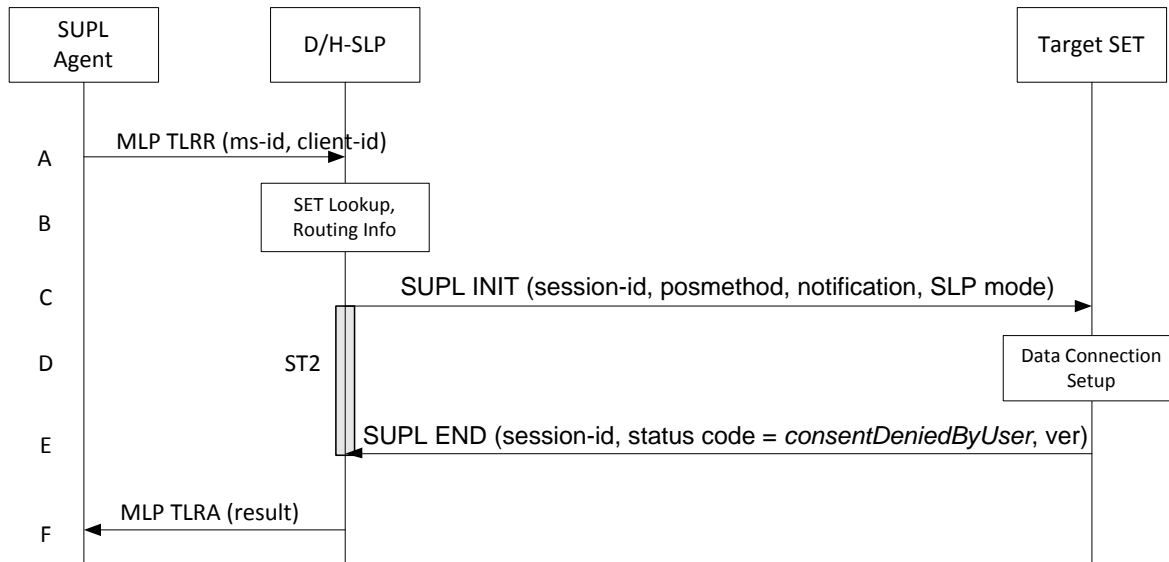 SUPL
Agent
D/H-SLP
Target SET
MLP TLRR (ms-id, client-id)
A
SET Lookup,
Routing Info
B
SUPL INIT (session-id, posmethod, notification, SLP mode)
C
Data Connection
Setup
D
ST2
SUPL END (session-id, status code = consentDeniedByUser, ver)
E
MLP TLRA (result)
F